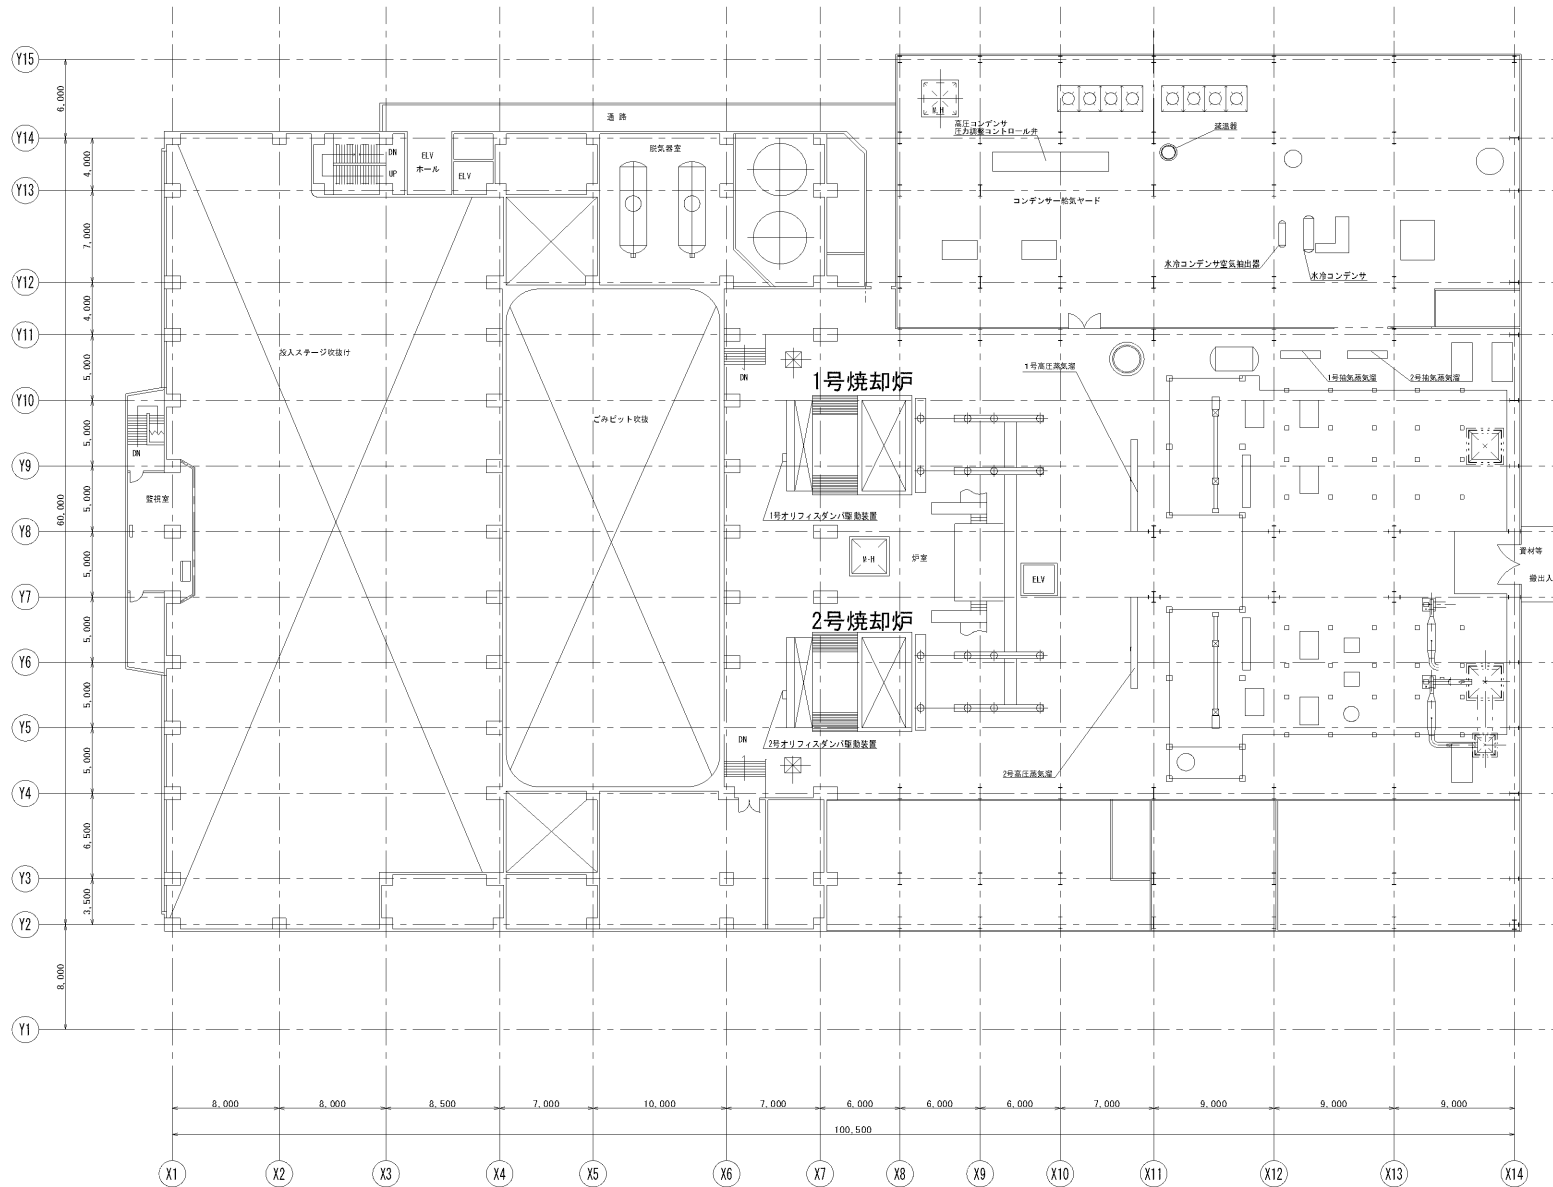 Y15
6,000
通 路
M-H
高圧コンデンサ
圧力調整コントロール弁
蒸温器
Y14
4,000
DN
UP
ELV
ホール
ELV
脱気器室
Y13
コンデンサー給気ヤード
7,000
水冷コンデンサ空気抽出器
水冷コンデンサ
Y12
4,000
Y11
投入ステージ吹抜け
5,000
DN
1号焼却炉
1号高圧蒸気溜
1号抽気蒸気溜
2号抽気蒸気溜
Y10
ごみピット吹抜
5,000
DN
Y9
監視室
60,000
5,000
1号オリフィスダンパ駆動装置
Y8
M-H
炉室
ELV
資材等
搬出入
5,000
Y7
2号焼却炉
5,000
Y6
5,000
Y5
DN
2号オリフィスダンパ駆動装置
5,000
2号高圧蒸気溜
Y4
6,500
Y3
3,500
Y2
8,000
Y1
8,000
8,000
8,500
7,000
10,000
7,000
6,000
6,000
6,000
7,000
9,000
9,000
9,000
100,500
X1
X2
X3
X4
X5
X6
X7
X8
X9
X10
X11
X12
X13
X14